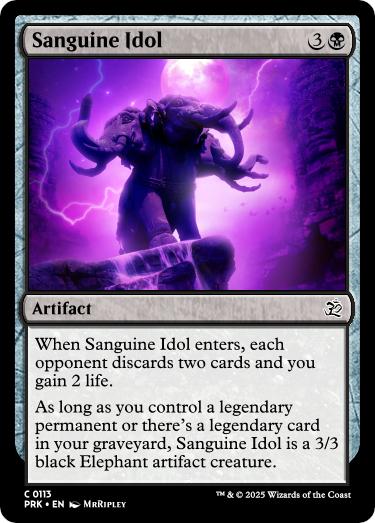 Sanguine Idol 3
Artifact
When Sanguine Idol enters, each
opponent discards two cards and you
gain 2 life.
As long as you control a legendary
permanent or there's a legendary card
in your graveyard, Sanguine Idol is a 3/3
black Elephant artifact creature.
C 0113
PRK • EN MrRipley
™ & © 2025 Wizards of the Coast